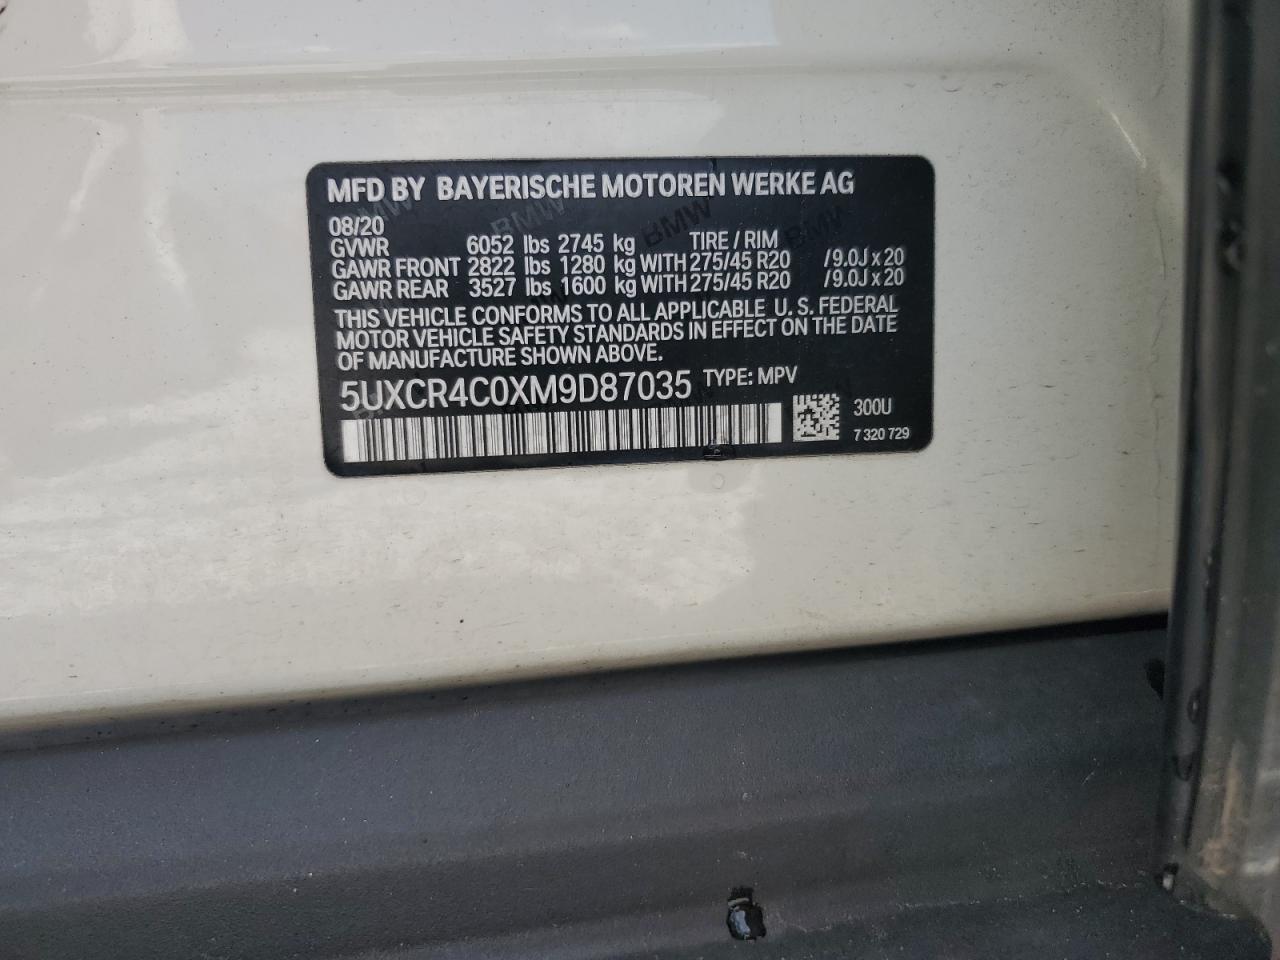 MFD BY BAYERISCHE MOTOREN WERKE AG
08/20
GVWR 6052 lbs 2745 kg TIRE / RIM
GAWR FRONT 2822 lbs 1280 kg WITH 275/45 R20 /9.0J x 20
GAWR REAR 3527 lbs 1600 kg WITH 275/45 R20 /9.0J x 20
THIS VEHICLE CONFORMS TO ALL APPLICABLE U. S. FEDERAL
MOTOR VEHICLE SAFETY STANDARDS IN EFFECT ON THE DATE
OF MANUFACTURE SHOWN ABOVE.
5UXCR4C0XM9D87035 TYPE: MPV
300U
7 320 729